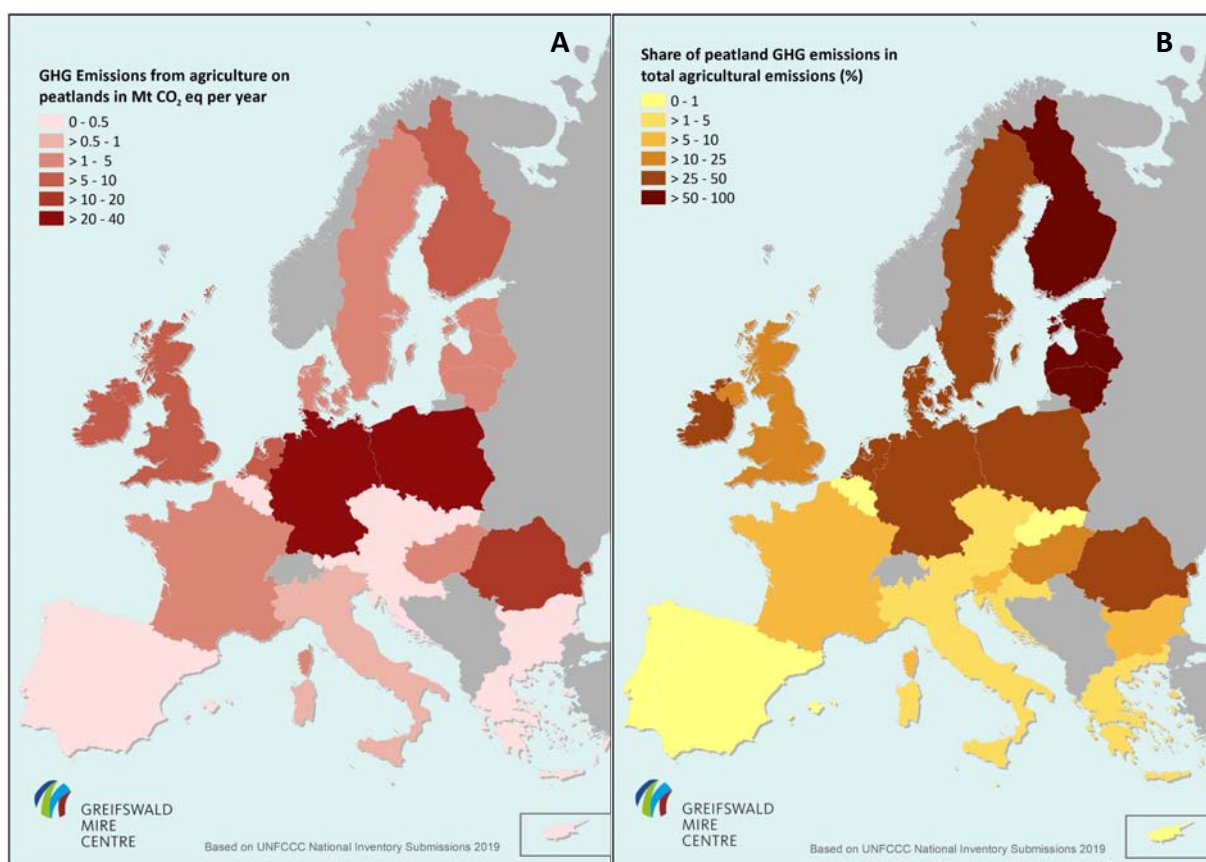 A
GHG Emissions from agriculture on
peatlands in Mt CO₂ eq per year
0 - 0.5
> 0.5 - 1
> 1 - 5
> 5 - 10
> 10 - 20
> 20 - 40
GREIFSWALD
MIRE
CENTRE
Based on UNFCCC National Inventory Submissions 2019
B
Share of peatland GHG emissions in
total agricultural emissions (%)
0 - 1
> 1 - 5
> 5 - 10
> 10 - 25
> 25 - 50
> 50 - 100
GREIFSWALD
MIRE
CENTRE
Based on UNFCCC National Inventory Submissions 2019